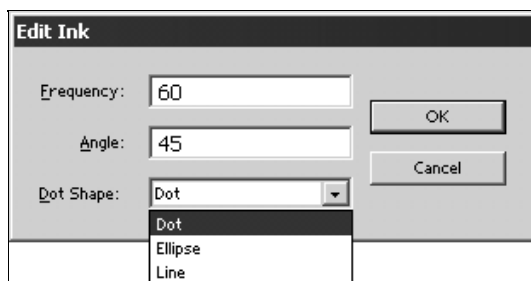 Edit Ink
Frequency: 60
OK
Angle: 45
Cancel
Dot Shape: Dot
Dot
Ellipse
Line